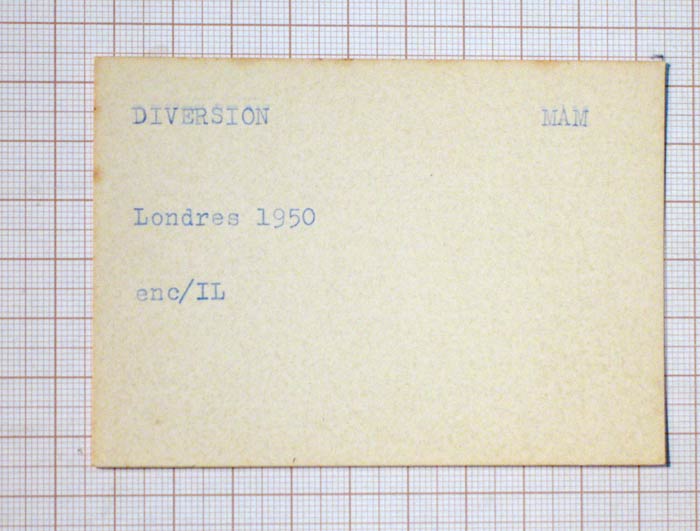 DIVERSION MAM
Londres 1950
enc/IL